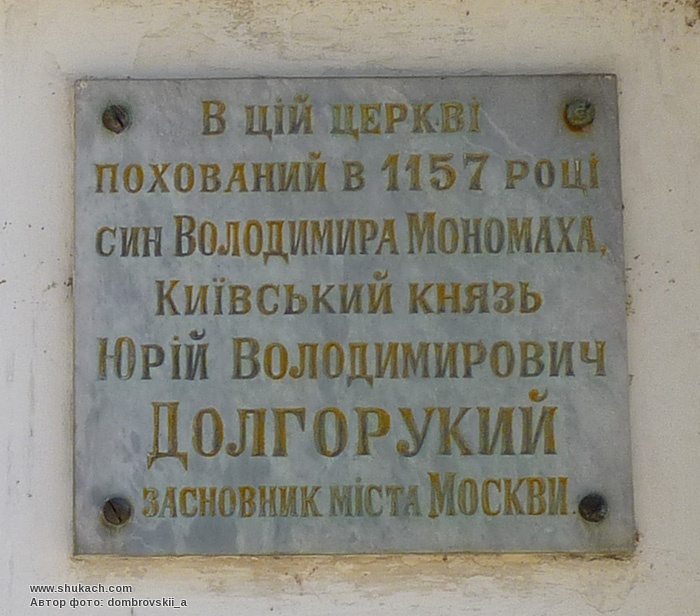 В цій церкві
похований в 1157 році
син Володимира Мономаха,
Київський князь
Юрій Володимирович
Долгорукий
засновник міста Москви.
www.shukach.com
Автор фото: dombrovskii_a